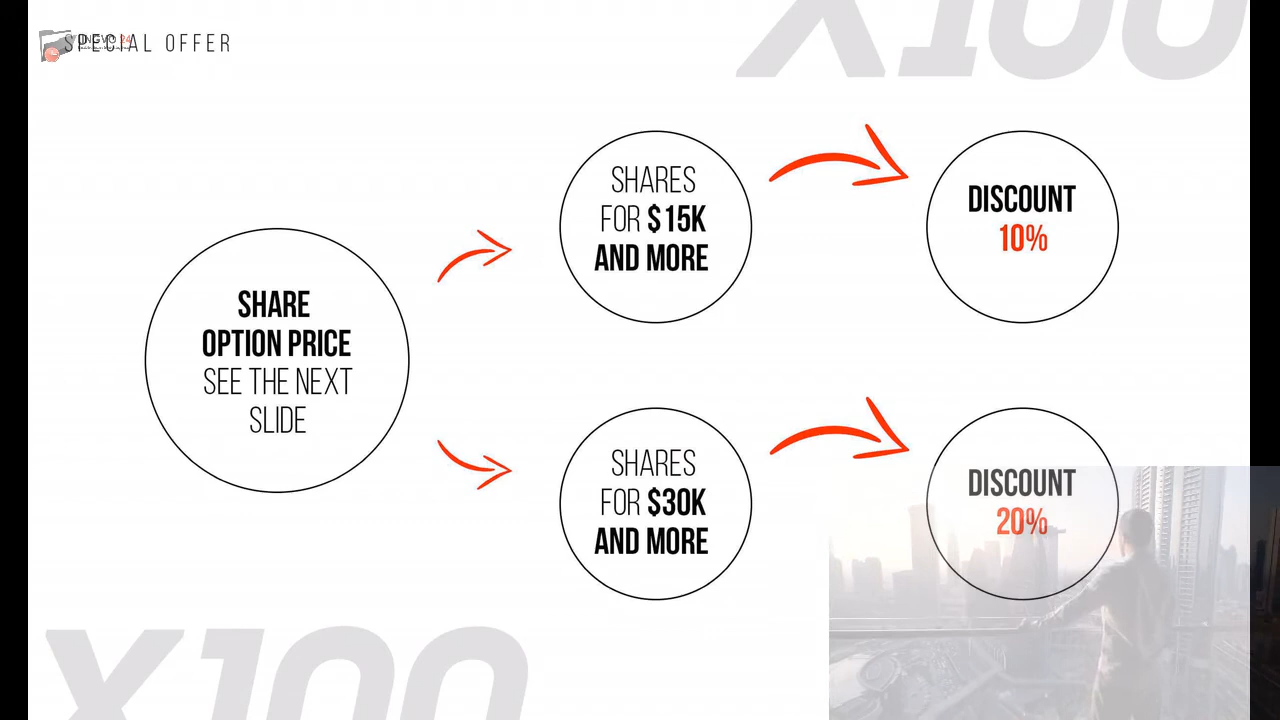 SPECIAL OFFER
X100
SHARES
FOR $15K
AND MORE
DISCOUNT
10%
SHARE
OPTION PRICE
SEE THE NEXT
SLIDE
SHARES
FOR $30K
AND MORE
DISCOUNT
20%
X100